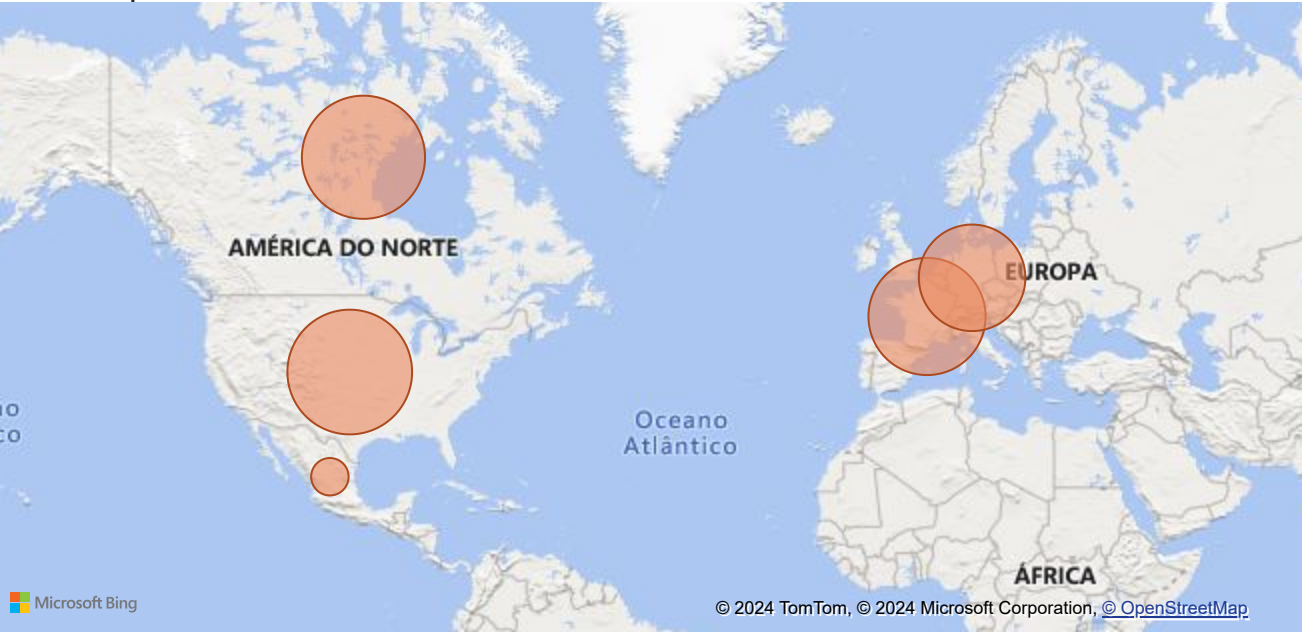 AMÉRICA DO NORTE
EUROPA
Oceano
Atlântico
ÁFRICA
Microsoft Bing
© 2024 TomTom, © 2024 Microsoft Corporation, © OpenStreetMap